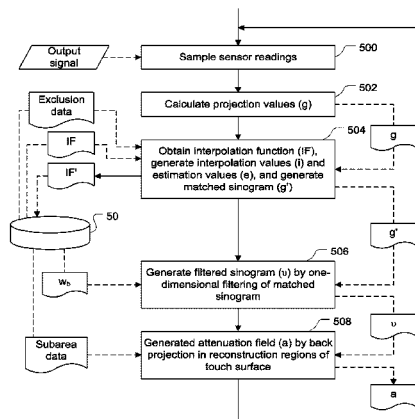 Output
signal
Sample sensor readings
500
Calculate projection values (g)
502
Exclusion
data
504
IF
Obtain interpolation function (IF),
generate interpolation values (i) and
estimation values (e), and generate
matched sinogram (g')
g
IF'
50
g'
506
wb
Generate filtered sinogram (υ) by one-
dimensional filtering of matched
sinogram
508
υ
Subarea
data
Generated attenuation field (a) by back
projection in reconstruction regions of
touch surface
a